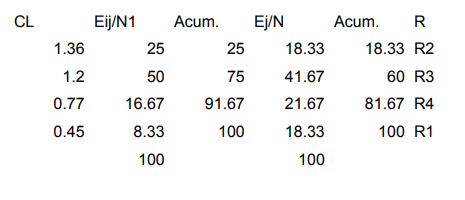 CL Eij/N1 Acum. Ej/N Acum. R
1.36 25 25 18.33 18.33 R2
1.2 50 75 41.67 60 R3
0.77 16.67 91.67 21.67 81.67 R4
0.45 8.33 100 18.33 100 R1
100 100